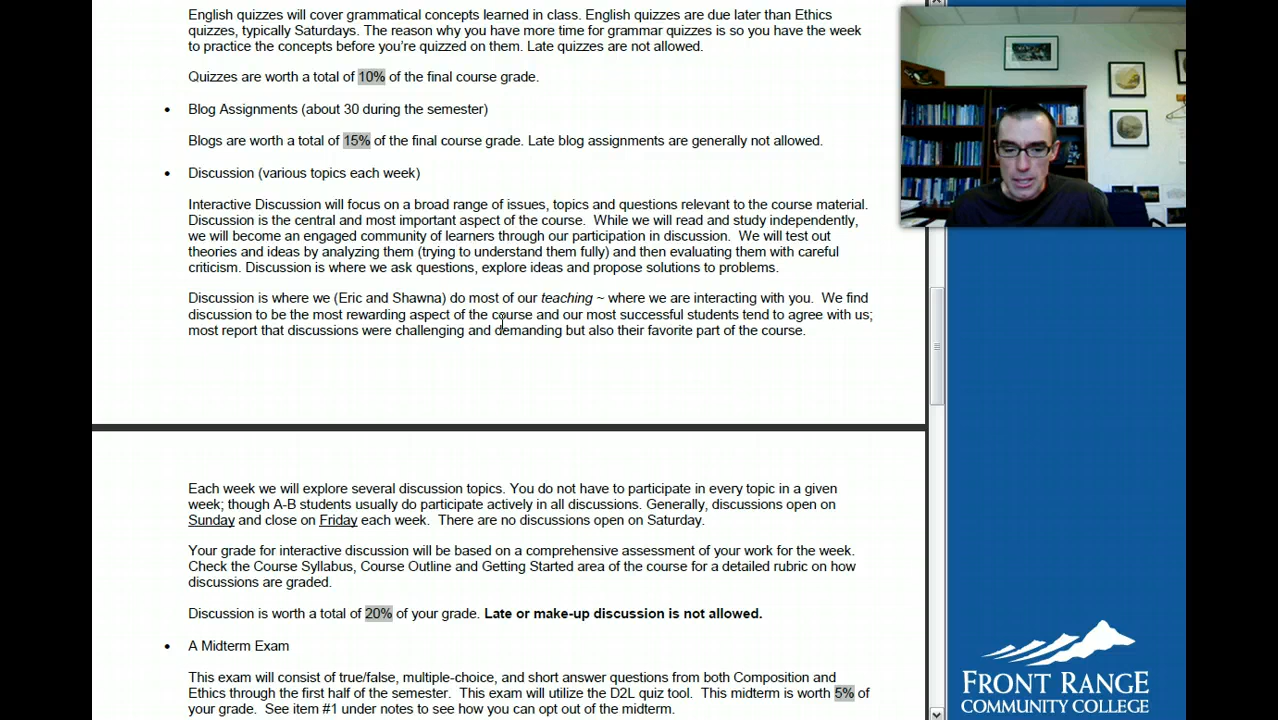 English quizzes will cover grammatical concepts learned in class. English quizzes are due later than Ethics
quizzes, typically Saturdays. The reason why you have more time for grammar quizzes is so you have the week
to practice the concepts before you're quizzed on them. Late quizzes are not allowed.
Quizzes are worth a total of 10% of the final course grade.
• Blog Assignments (about 30 during the semester)
Blogs are worth a total of 15% of the final course grade. Late blog assignments are generally not allowed.
• Discussion (various topics each week)
Interactive Discussion will focus on a broad range of issues, topics and questions relevant to the course material.
Discussion is the central and most important aspect of the course. While we will read and study independently,
we will become an engaged community of learners through our participation in discussion. We will test out
theories and ideas by analyzing them (trying to understand them fully) and then evaluating them with careful
criticism. Discussion is where we ask questions, explore ideas and propose solutions to problems.
Discussion is where we (Eric and Shawna) do most of our teaching ~ where we are interacting with you. We find
discussion to be the most rewarding aspect of the course and our most successful students tend to agree with us;
most report that discussions were challenging and demanding but also their favorite part of the course.
Each week we will explore several discussion topics. You do not have to participate in every topic in a given
week; though A-B students usually do participate actively in all discussions. Generally, discussions open on
Sunday and close on Friday each week. There are no discussions open on Saturday.
Your grade for interactive discussion will be based on a comprehensive assessment of your work for the week.
Check the Course Syllabus, Course Outline and Getting Started area of the course for a detailed rubric on how
discussions are graded.
Discussion is worth a total of 20% of your grade. Late or make-up discussion is not allowed.
• A Midterm Exam
This exam will consist of true/false, multiple-choice, and short answer questions from both Composition and
Ethics through the first half of the semester. This exam will utilize the D2L quiz tool. This midterm is worth 5% of
your grade. See item #1 under notes to see how you can opt out of the midterm.
FRONT RANGE
COMMUNITY COLLEGE